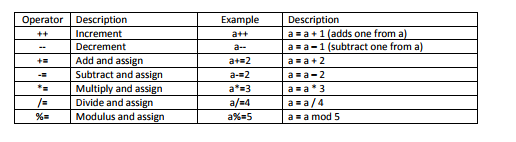 Operator Description Example Description
++ Increment a++ a = a + 1 (adds one from a)
-- Decrement a-- a = a – 1 (subtract one from a)
+= Add and assign a+=2 a = a + 2
-= Subtract and assign a-=2 a = a – 2
*= Multiply and assign a*=3 a = a * 3
/= Divide and assign a/=4 a = a / 4
%= Modulus and assign a%=5 a = a mod 5